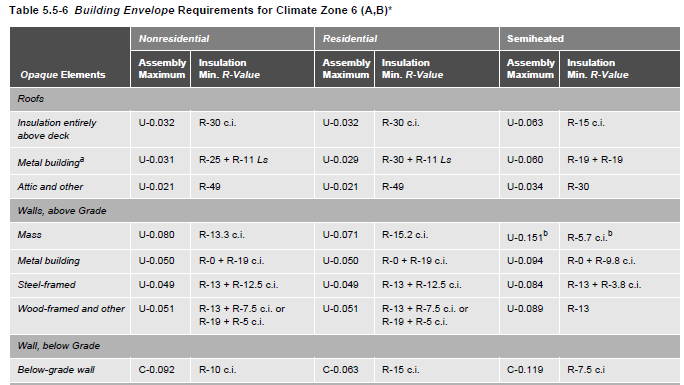 Table 5.5-6 Building Envelope Requirements for Climate Zone 6 (A,B)*
Nonresidential Residential Semiheated
Opaque Elements Assembly Maximum Insulation Min. R-Value Assembly Maximum Insulation Min. R-Value Assembly Maximum Insulation Min. R-Value
Roofs
Insulation entirely above deck U-0.032 R-30 c.i. U-0.032 R-30 c.i. U-0.063 R-15 c.i.
Metal buildingᵃ U-0.031 R-25 + R-11 Ls U-0.029 R-30 + R-11 Ls U-0.060 R-19 + R-19
Attic and other U-0.021 R-49 U-0.021 R-49 U-0.034 R-30
Walls, above Grade
Mass U-0.080 R-13.3 c.i. U-0.071 R-15.2 c.i. U-0.151ᵇ R-5.7 c.i.ᵇ
Metal building U-0.050 R-0 + R-19 c.i. U-0.050 R-0 + R-19 c.i. U-0.094 R-0 + R-9.8 c.i.
Steel-framed U-0.049 R-13 + R-12.5 c.i. U-0.049 R-13 + R-12.5 c.i. U-0.084 R-13 + R-3.8 c.i.
Wood-framed and other U-0.051 R-13 + R-7.5 c.i. or R-19 + R-5 c.i. U-0.051 R-13 + R-7.5 c.i. or R-19 + R-5 c.i. U-0.089 R-13
Wall, below Grade
Below-grade wall C-0.092 R-10 c.i. C-0.063 R-15 c.i. C-0.119 R-7.5 c.i